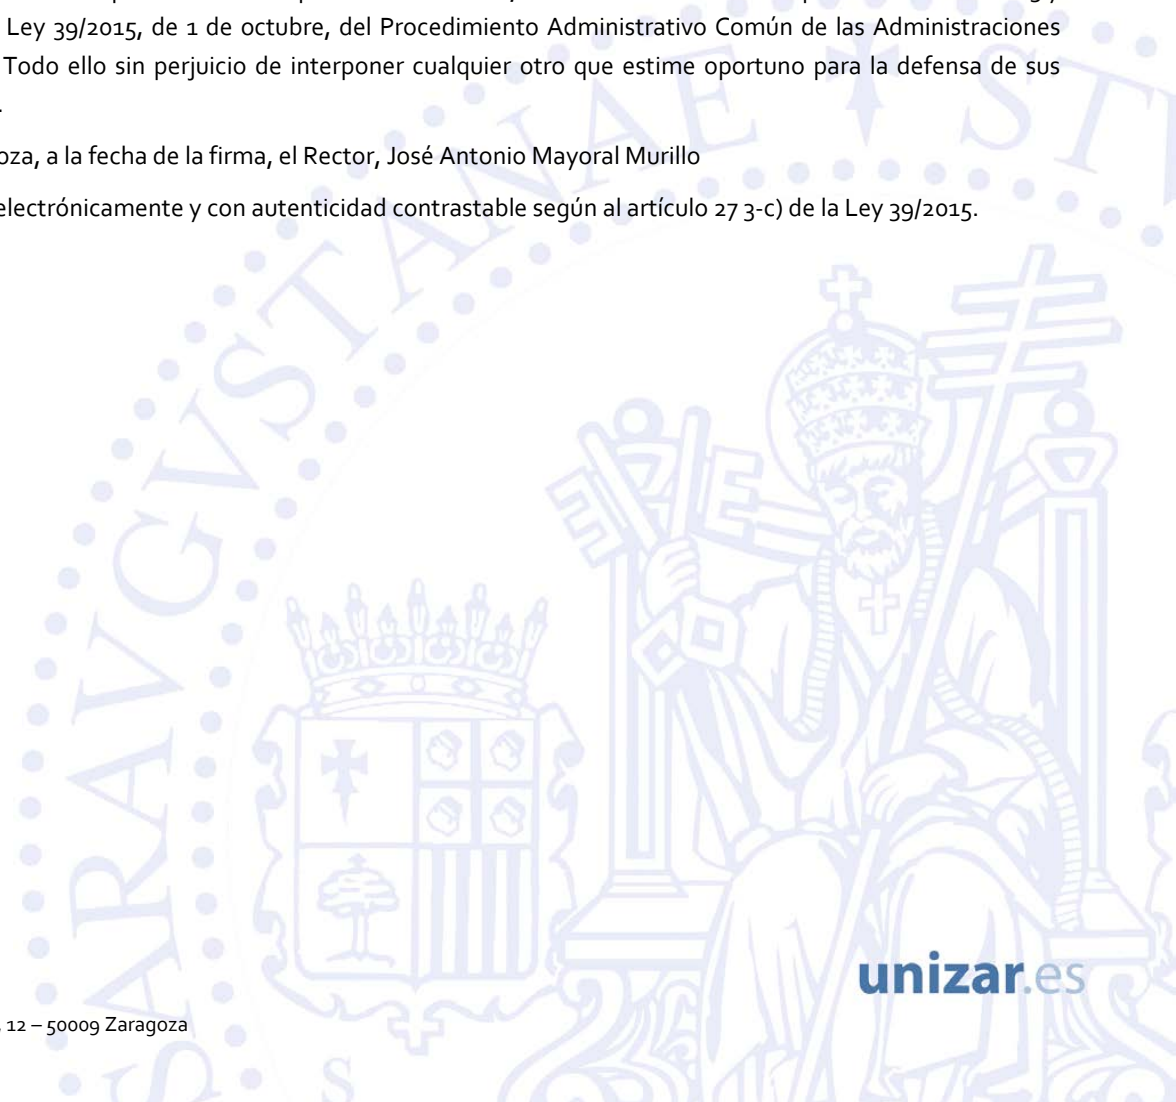 Ley 39/2015, de 1 de octubre, del Procedimiento Administrativo Común de las Administraciones
Todo ello sin perjuicio de interponer cualquier otro que estime oportuno para la defensa de sus
.
oza, a la fecha de la firma, el Rector, José Antonio Mayoral Murillo
electrónicamente y con autenticidad contrastable según al artículo 27 3-c) de la Ley 39/2015.
SARAVGVSTANAE ST
S
unizar.es
, 12 – 50009 Zaragoza